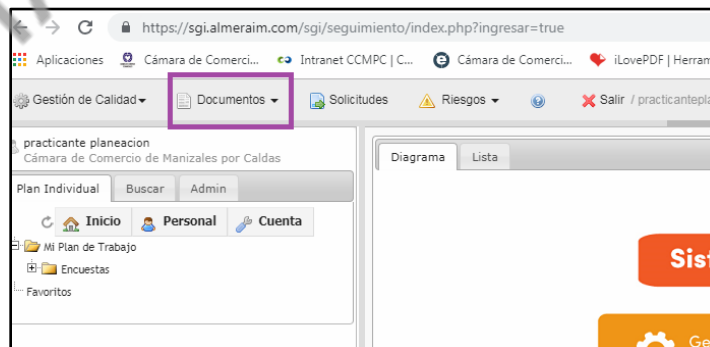 https://sgi.almeraim.com/sgi/seguimiento/index.php?ingresar=true
Aplicaciones Cámara de Comerci... Intranet CCMPC | C... Cámara de Comerci... iLovePDF | Herram
Gestión de Calidad Documentos Solicitudes Riesgos Salir / practicantepla
practicante planeacion
Cámara de Comercio de Manizales por Caldas
Plan Individual Buscar Admin
Inicio Personal Cuenta
Mi Plan de Trabajo
Encuestas
Favoritos
Diagrama Lista
Sist
Ge